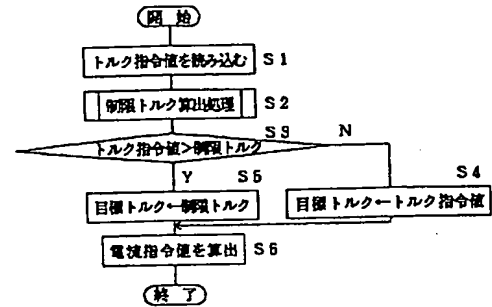 開 始
トルク指令値を読み込む S1
制限トルク算出処理 S2
S3
トルク指令値>制限トルク N
Y S5 S4
目標トルク←制限トルク 目標トルク←トルク指令値
電流指令値を算出 S6
終 了